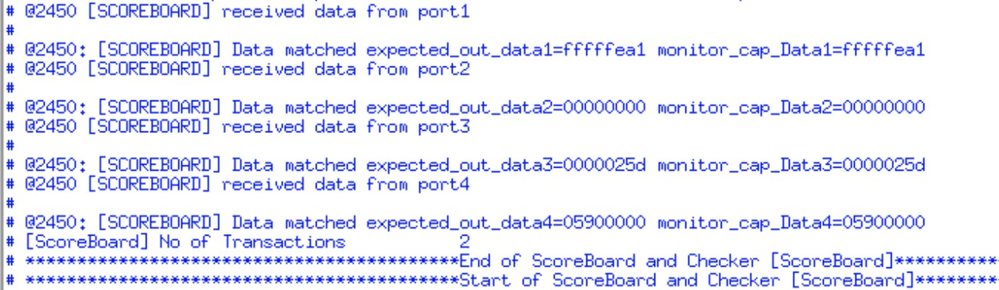 # @2450 [SCOREBOARD] received data from port1
#
# @2450: [SCOREBOARD] Data matched expected_out_data1=fffffea1 monitor_cap_Data1=fffffea1
# @2450 [SCOREBOARD] received data from port2
#
# @2450: [SCOREBOARD] Data matched expected_out_data2=00000000 monitor_cap_Data2=00000000
# @2450 [SCOREBOARD] received data from port3
#
# @2450: [SCOREBOARD] Data matched expected_out_data3=0000025d monitor_cap_Data3=0000025d
# @2450 [SCOREBOARD] received data from port4
#
# @2450: [SCOREBOARD] Data matched expected_out_data4=05900000 monitor_cap_Data4=05900000
# [ScoreBoard] No of Transactions           2
# ******************************************End of ScoreBoard and Checker [ScoreBoard]**********
# ******************************************Start of ScoreBoard and Checker [ScoreBoard]********